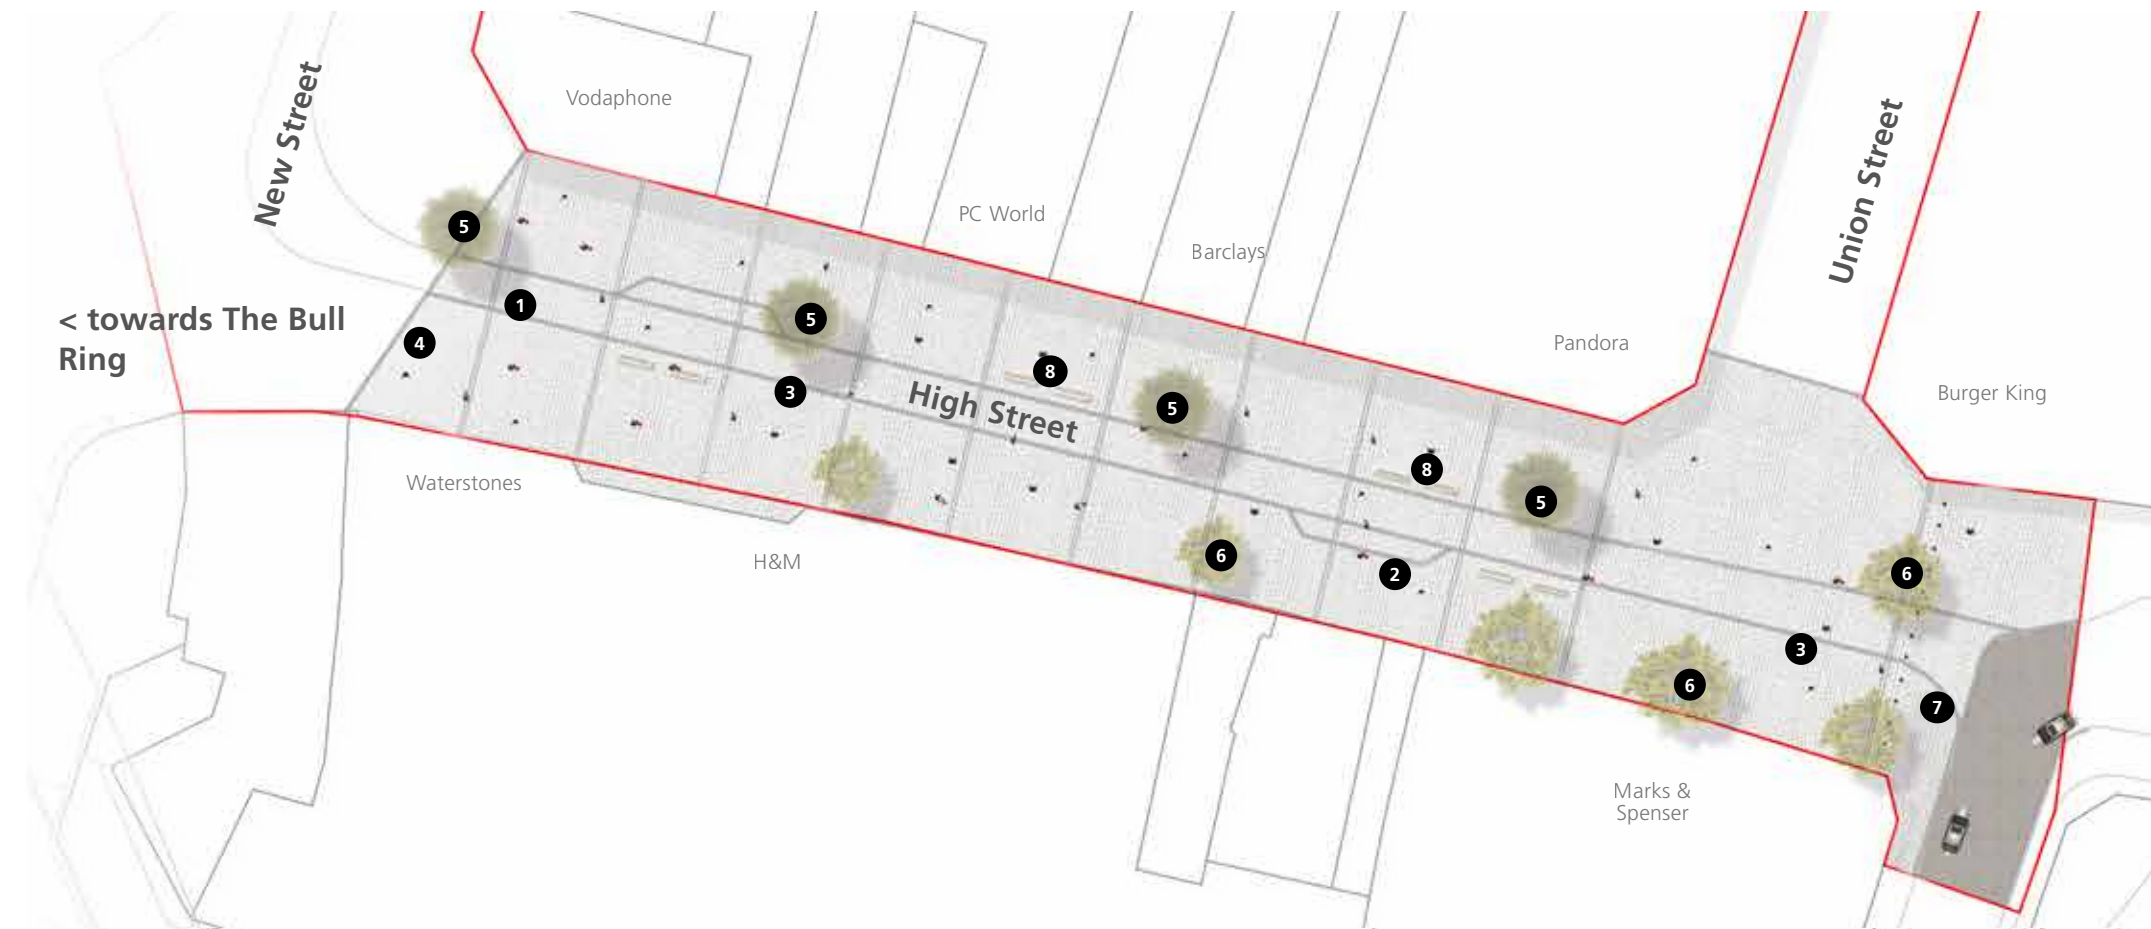 Vodaphone
New Street
Union Street
PC World
5
Barclays
1
5
< towards The Bull
Ring
4
Pandora
8
3
High Street
5
Burger King
8
Waterstones
5
H&M
6
2
6
3
6
7
Marks &
Spenser